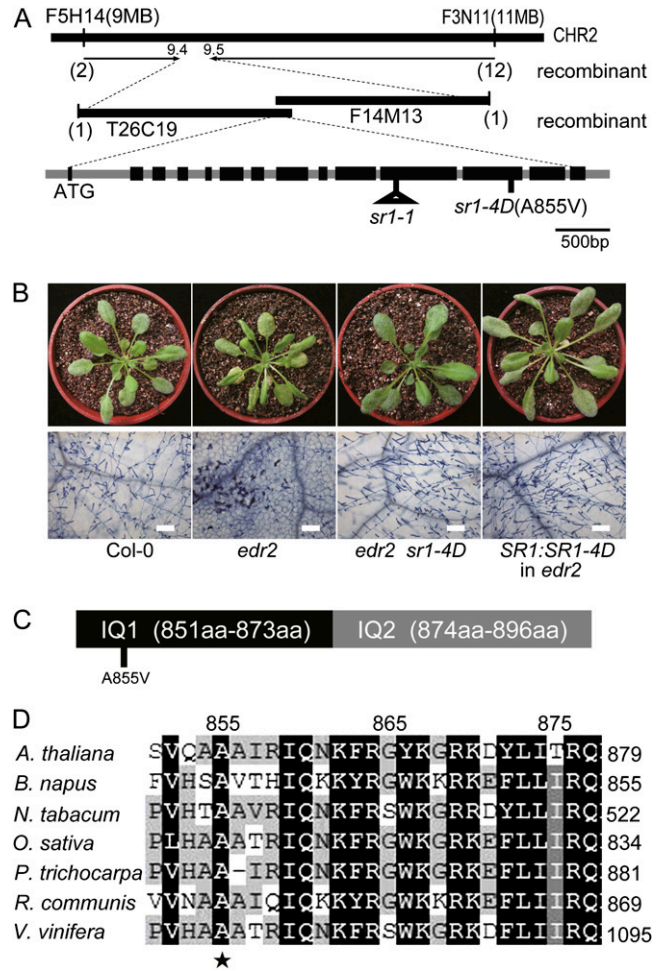 A
F5H14(9MB) F3N11(11MB)
CHR2
9.4 9.5
(2) (12) recombinant
F14M13
(1) T26C19 (1) recombinant
ATG
sr1-1 sr1-4D(A855V)
500bp
B
Col-0 edr2 edr2 sr1-4D SR1:SR1-4D
in edr2
C
IQ1 (851aa-873aa) IQ2 (874aa-896aa)
A855V
D
855 865 875
A. thaliana SVQAAAIRIQNKFRGYKGRKDYLITRQ 879
B. napus FVHSAVTHIQKKYRGWKKRKEFLLIRQ 855
N. tabacum PVHTAAVRIQNKFRSWKGRRDYLLIRQ 522
O. sativa PLHAAATRIQNKFRGWKGRKEFLLIRQ 834
P. trichocarpa PVHAA-IRIQNKFRGWKGRKEFLIIRQ 881
R. communis VVNAAAIQIQKKYRGWKKRKEFLIIRQ 869
V. vinifera PVHAAATRIQNKFRSWKGRKDFLIIRQ 1095